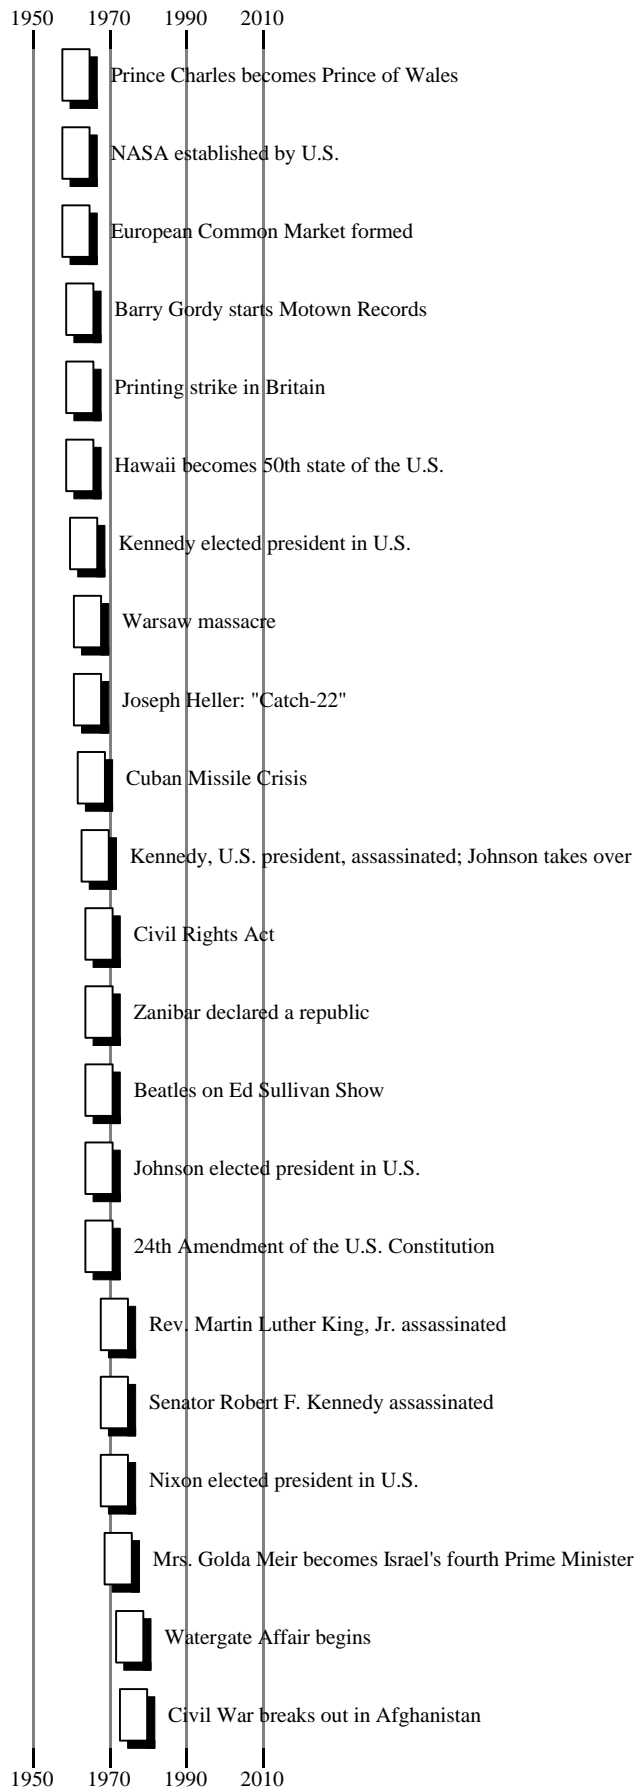 1950 1970 1990 2010
Prince Charles becomes Prince of Wales
NASA established by U.S.
European Common Market formed
Barry Gordy starts Motown Records
Printing strike in Britain
Hawaii becomes 50th state of the U.S.
Kennedy elected president in U.S.
Warsaw massacre
Joseph Heller: "Catch-22"
Cuban Missile Crisis
Kennedy, U.S. president, assassinated; Johnson takes over
Civil Rights Act
Zanibar declared a republic
Beatles on Ed Sullivan Show
Johnson elected president in U.S.
24th Amendment of the U.S. Constitution
Rev. Martin Luther King, Jr. assassinated
Senator Robert F. Kennedy assassinated
Nixon elected president in U.S.
Mrs. Golda Meir becomes Israel's fourth Prime Minister
Watergate Affair begins
Civil War breaks out in Afghanistan
1950 1970 1990 2010